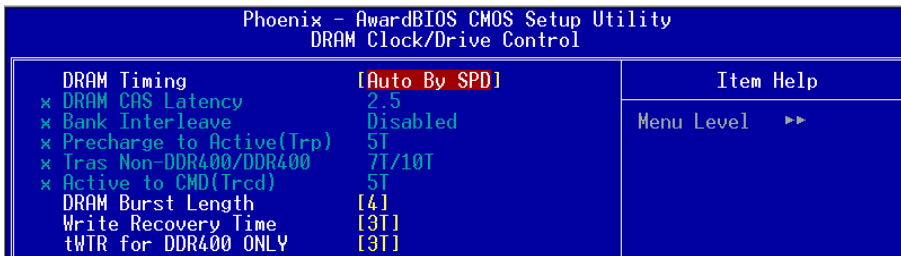 Phoenix - AwardBIOS CMOS Setup Utility
DRAM Clock/Drive Control
DRAM Timing [Auto By SPD]
x DRAM CAS Latency 2.5
x Bank Interleave Disabled
x Precharge to Active(Trp) 5T
x Tras Non-DDR400/DDR400 7T/10T
x Active to CMD(Trcd) 5T
DRAM Burst Length [4]
Write Recovery Time [3T]
tWTR for DDR400 ONLY [3T]
Item Help
Menu Level ►►